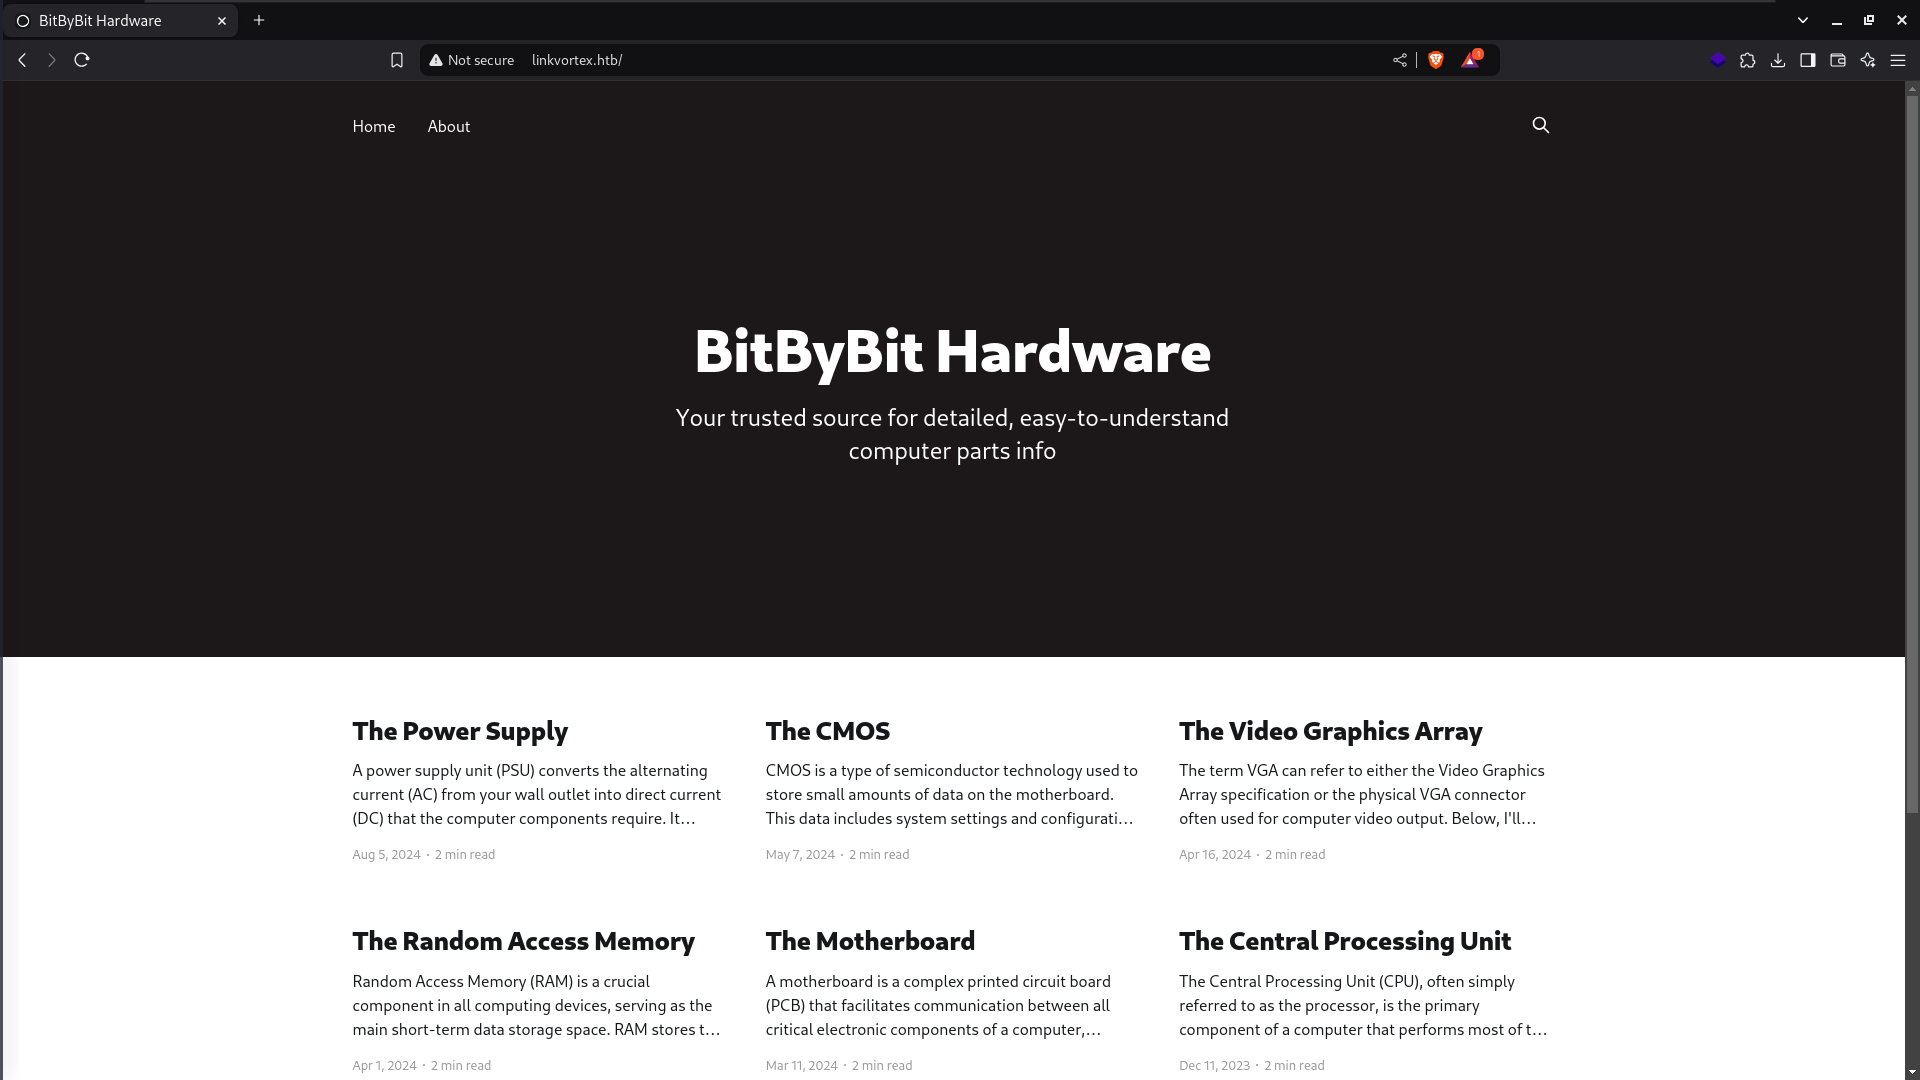 BitByBit Hardware
Not secure linkvortex.htb/
1
Home About
BitByBit Hardware
Your trusted source for detailed, easy-to-understand
computer parts info
The Power Supply
A power supply unit (PSU) converts the alternating
current (AC) from your wall outlet into direct current
(DC) that the computer components require. It…
Aug 5, 2024 · 2 min read
The CMOS
CMOS is a type of semiconductor technology used to
store small amounts of data on the motherboard.
This data includes system settings and configurati…
May 7, 2024 · 2 min read
The Video Graphics Array
The term VGA can refer to either the Video Graphics
Array specification or the physical VGA connector
often used for computer video output. Below, I'll…
Apr 16, 2024 · 2 min read
The Random Access Memory
Random Access Memory (RAM) is a crucial
component in all computing devices, serving as the
main short-term data storage space. RAM stores t…
Apr 1, 2024 · 2 min read
The Motherboard
A motherboard is a complex printed circuit board
(PCB) that facilitates communication between all
critical electronic components of a computer,…
Mar 11, 2024 · 2 min read
The Central Processing Unit
The Central Processing Unit (CPU), often simply
referred to as the processor, is the primary
component of a computer that performs most of t…
Dec 11, 2023 · 2 min read